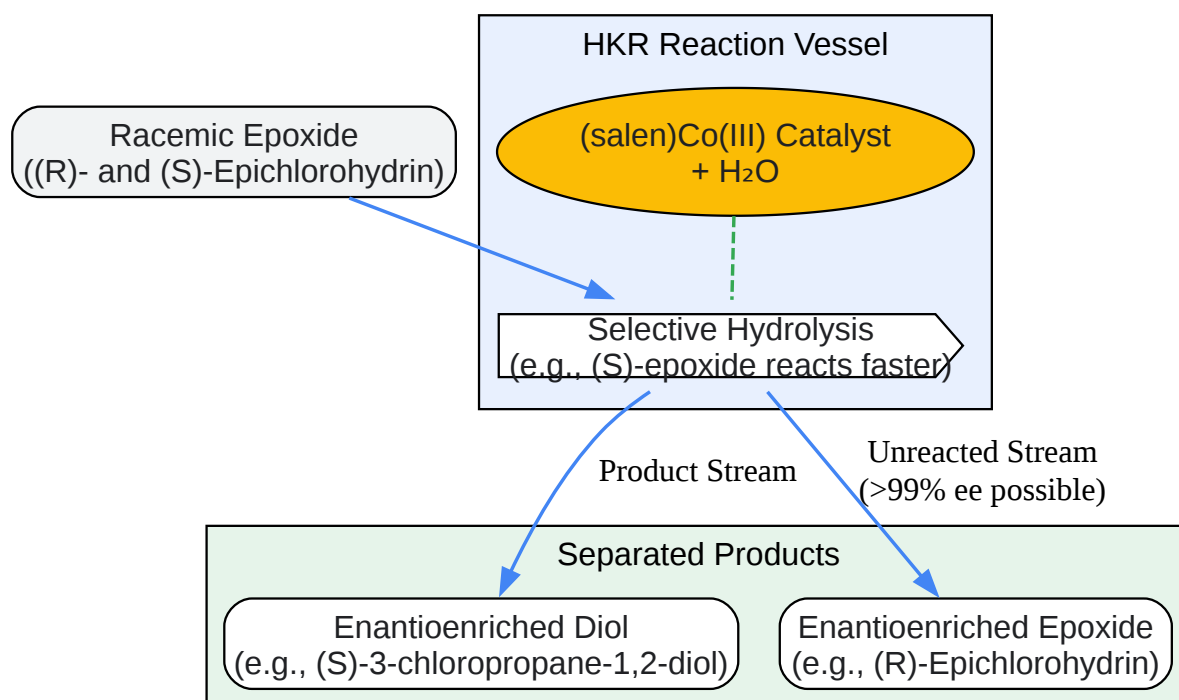 HKR Reaction Vessel
Racemic Epoxide
((R)- and (S)-Epichlorohydrin)
(salen)Co(III) Catalyst
+ H₂O
Selective Hydrolysis
(e.g., (S)-epoxide reacts faster)
Product Stream
Unreacted Stream
(>99% ee possible)
Separated Products
Enantioenriched Diol
(e.g., (S)-3-chloropropane-1,2-diol)
Enantioenriched Epoxide
(e.g., (R)-Epichlorohydrin)